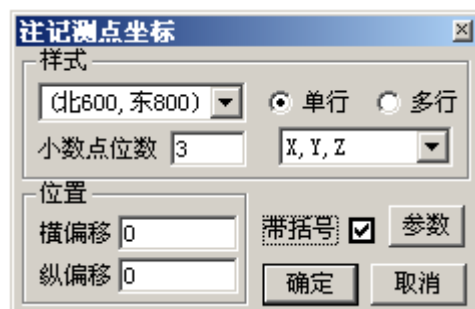 注记测点坐标
样式
(北600,东800) 单行 多行
小数点位数 3 X,Y,Z
位置
横偏移 0 带括号 参数
纵偏移 0 确定 取消